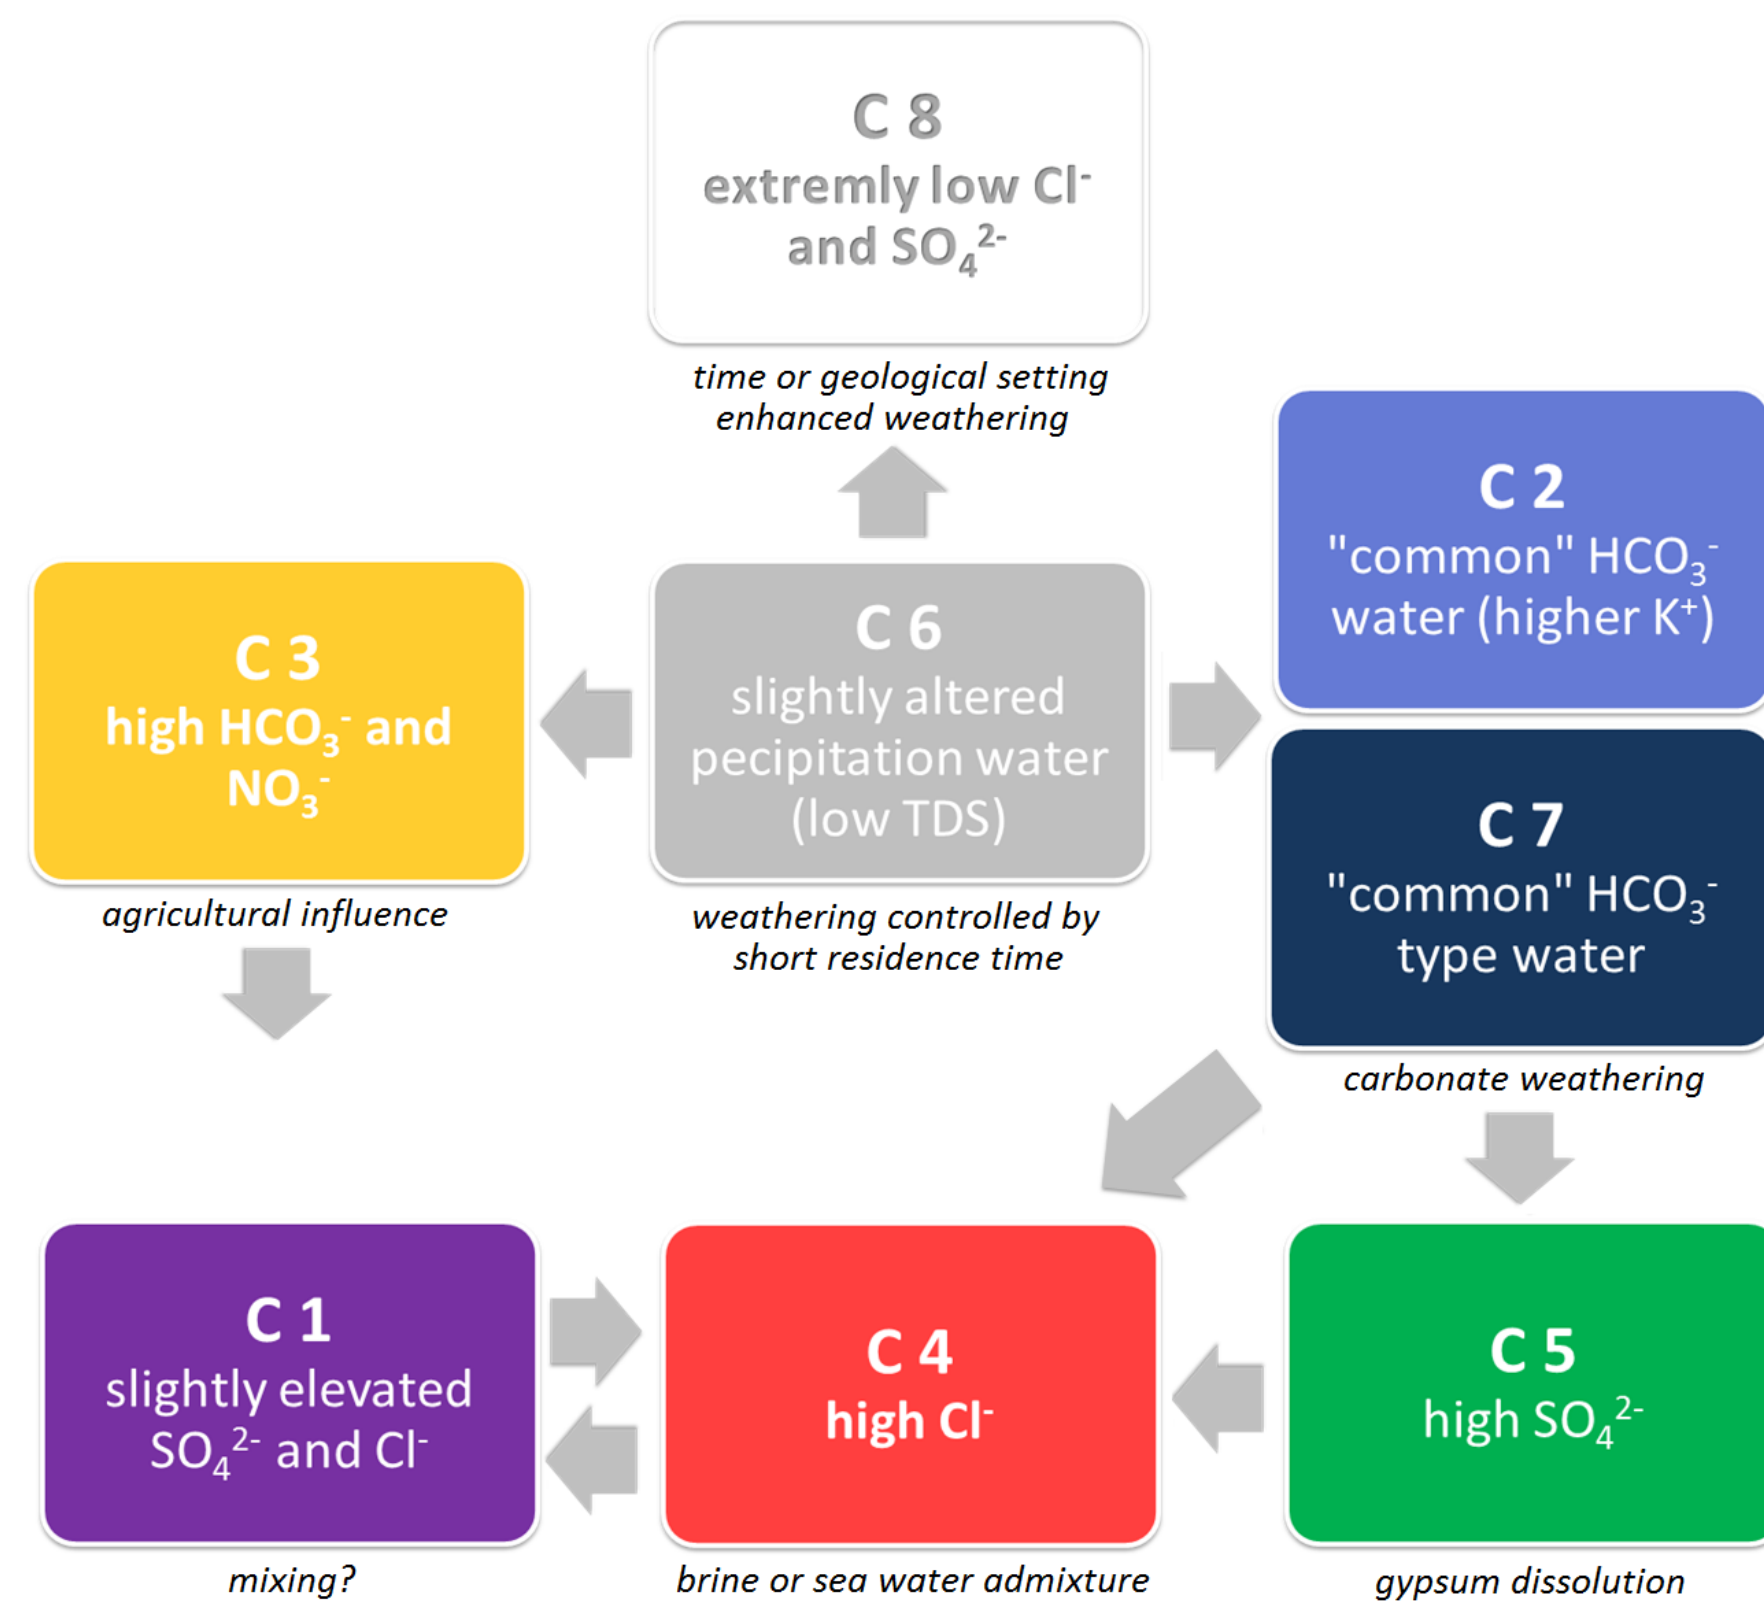 C 8
extremly low Cl⁻
and SO₄²⁻
time or geological setting
enhanced weathering
C 2
"common" HCO₃⁻
water (higher K⁺)
C 3
high HCO₃⁻ and
NO₃⁻
agricultural influence
C 6
slightly altered
pecipitation water
(low TDS)
weathering controlled by
short residence time
C 7
"common" HCO₃⁻
type water
carbonate weathering
C 1
slightly elevated
SO₄²⁻ and Cl⁻
mixing?
C 4
high Cl⁻
brine or sea water admixture
C 5
high SO₄²⁻
gypsum dissolution